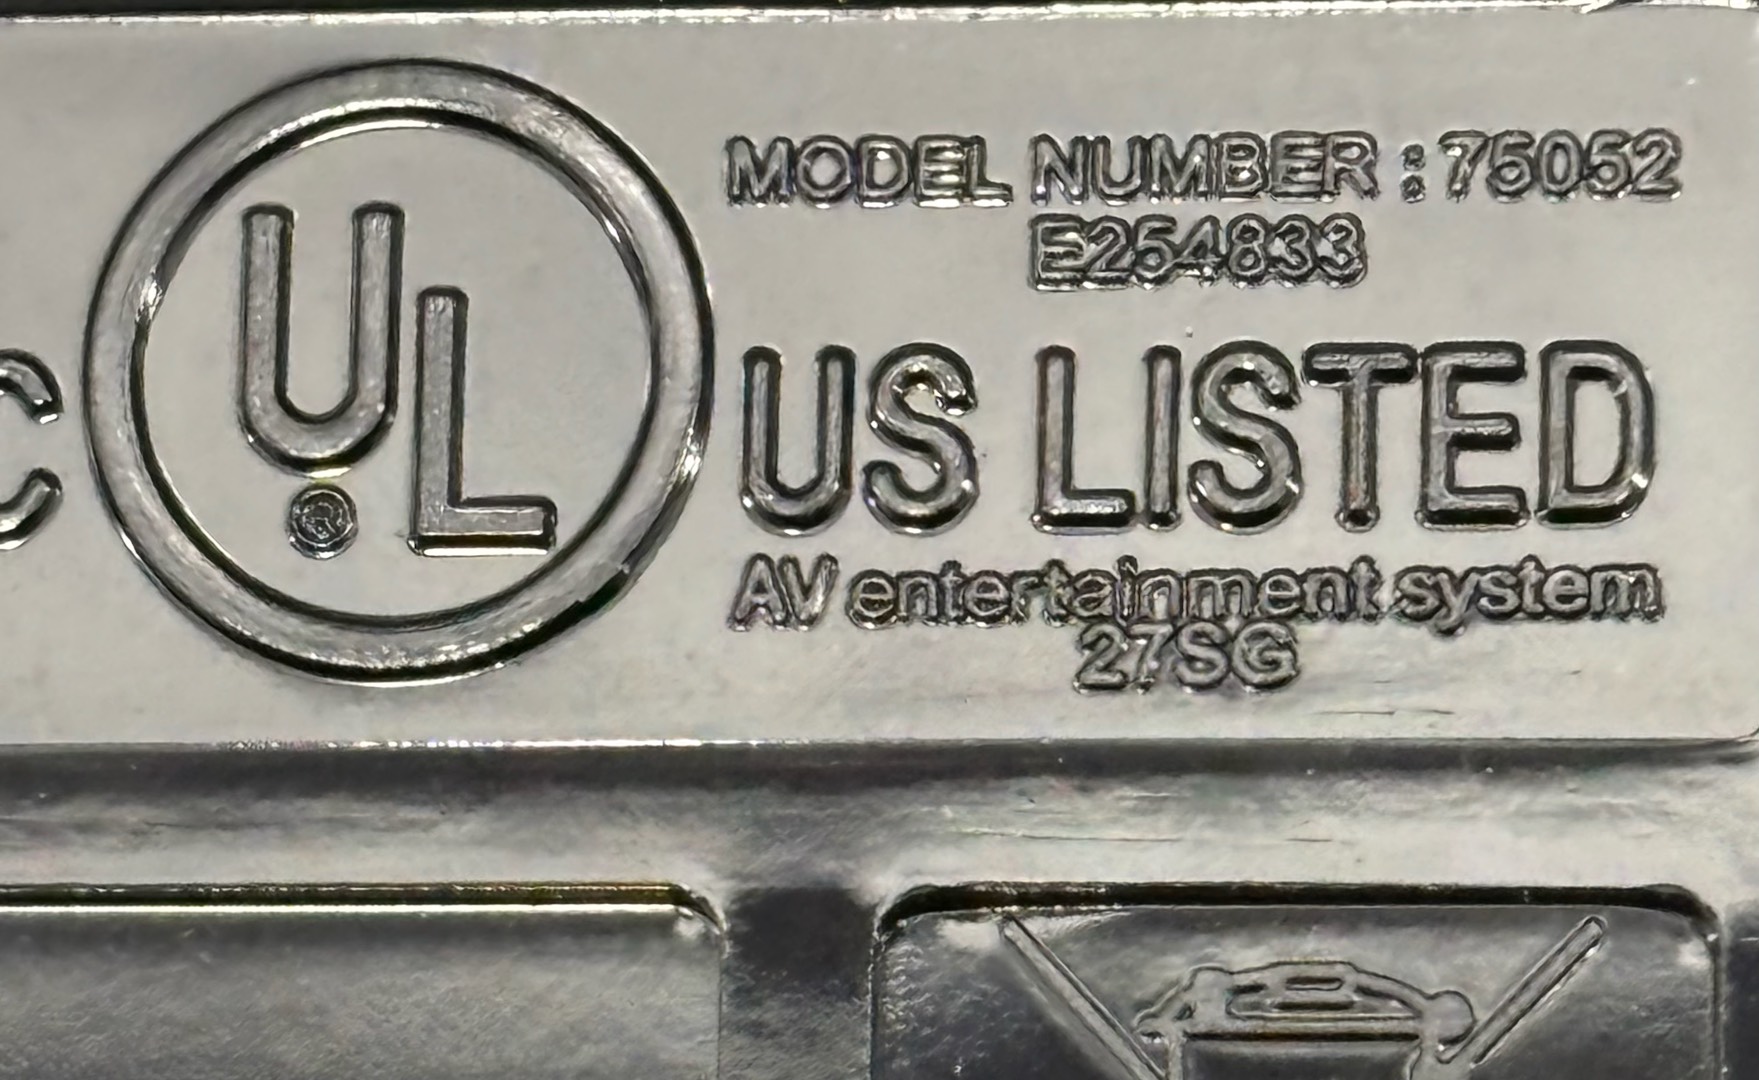 MODEL NUMBER : 75052
E254833
C UL US LISTED
AV entertainment system
27SG